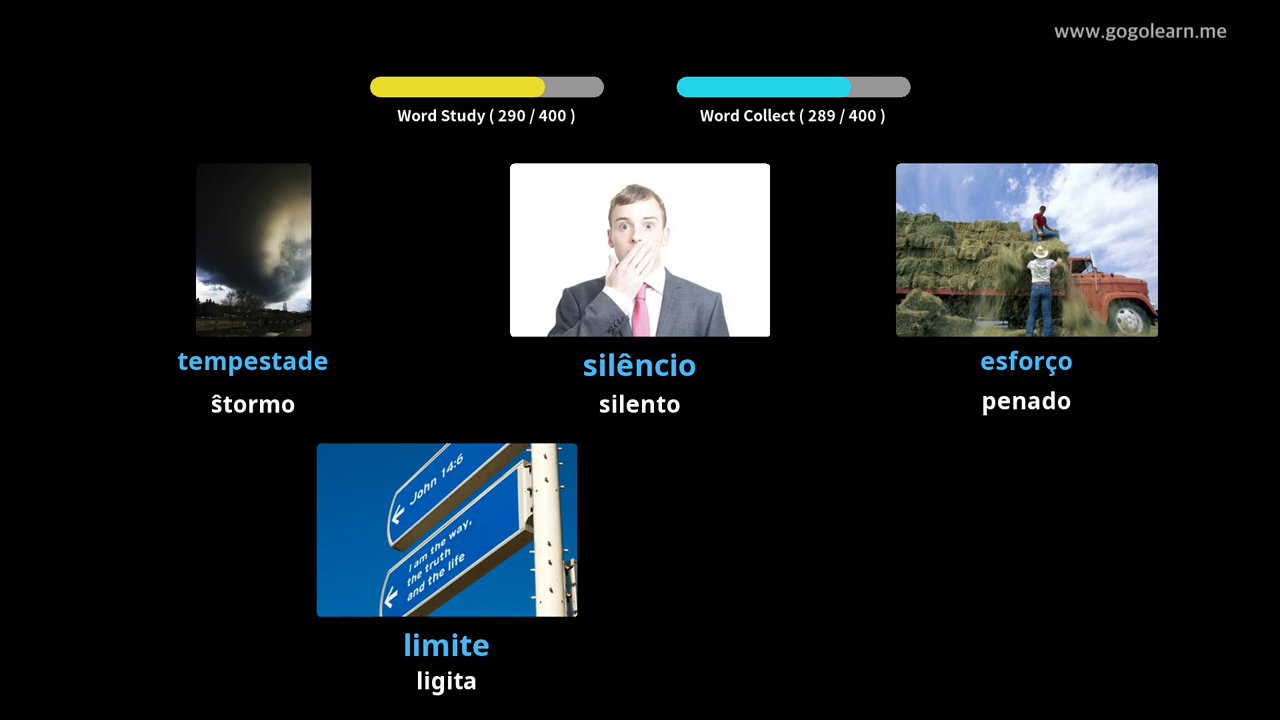 www.gogolearn.me
Word Study ( 290 / 400 )
Word Collect ( 289 / 400 )
tempestade
ŝtormo
silêncio
silento
esforço
penado
John 14:6
I am the way,
the truth
and the life
limite
ligita